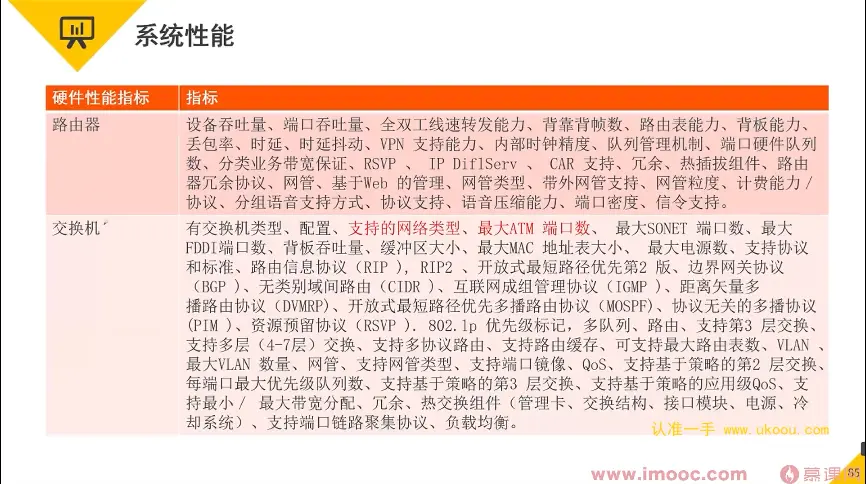 系统性能
硬件性能指标 指标
路由器 设备吞吐量、端口吞吐量、全双工线速转发能力、背靠背帧数、路由表能力、背板能力、
丢包率、时延、时延抖动、VPN 支持能力、内部时钟精度、队列管理机制、端口硬件队列
数、分类业务带宽保证、RSVP 、 IP DiflServ 、 CAR 支持、冗余、热插拔组件、路由
器冗余协议、网管、基于Web 的管理、网管类型、带外网管支持、网管粒度、计费能力／
协议、分组语音支持方式、协议支持、语音压缩能力、端口密度、信令支持。
交换机 有交换机类型、配置、支持的网络类型、最大ATM 端口数、 最大SONET 端口数、最大
FDDI端口数、背板吞吐量、缓冲区大小、最大MAC 地址表大小、 最大电源数、支持协议
和标准、路由信息协议（RIP ), RIP2 、开放式最短路径优先第2 版、边界网关协议
（BGP ）、无类别域间路由（CIDR ）、互联网成组管理协议（IGMP ）、距离矢量多
播路由协议（DVMRP)、开放式最短路径优先多播路由协议（MOSPF)、协议无关的多播协议
(PIM )、资源预留协议（RSVP ）. 802.1p 优先级标记，多队列、路由、支持第3 层交换、
支持多层（4-7层）交换、支持多协议路由、支持路由缓存、可支持最大路由表数、VLAN 、
最大VLAN 数量、网管、支持网管类型、支持端口镜像、QoS、支持基于策略的第2 层交换、
每端口最大优先级队列数、支持基于策略的第3 层交换、支持基于策略的应用级QoS、支
持最小／ 最大带宽分配、冗余、热交换组件（管理卡、交换结构、接口模块、电源、冷
却系统）、支持端口链路聚集协议、负载均衡。
认准一手 www.ukoou.com
www.imooc.com 慕课
85